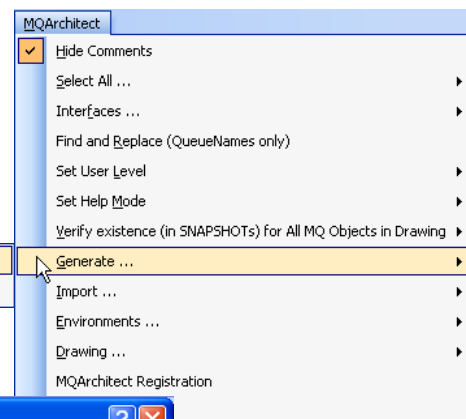 MQArchitect
Hide Comments
Select All ...
Interfaces ...
Find and Replace (QueueNames only)
Set User Level
Set Help Mode
Verify existence (in SNAPSHOTs) for All MQ Objects in Drawing
Generate ...
Import ...
Environments ...
Drawing ...
MQArchitect Registration